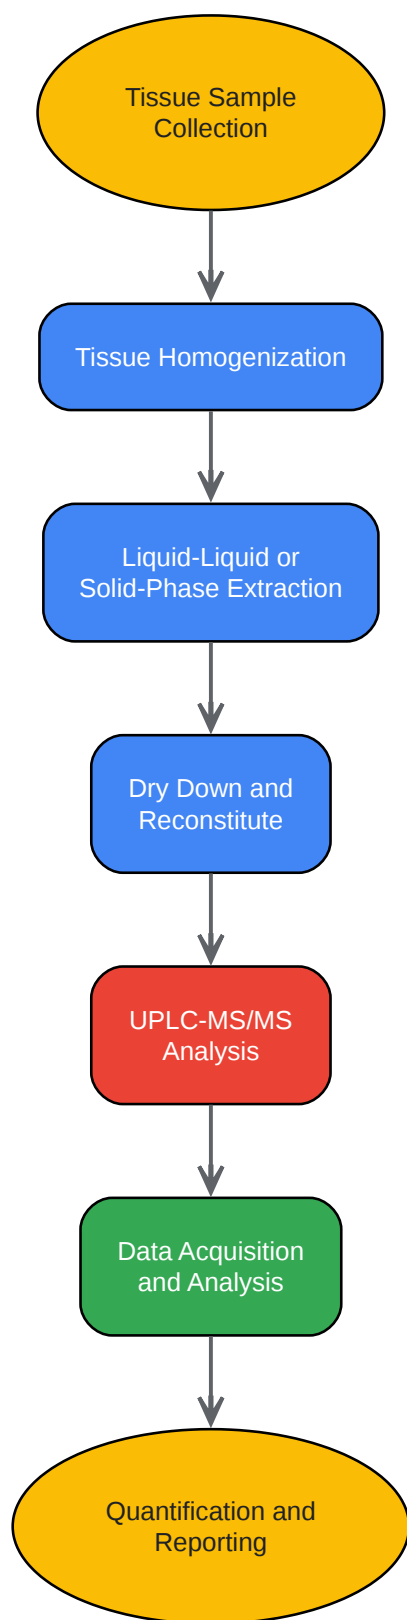 Tissue Sample
Collection
Tissue Homogenization
Liquid-Liquid or
Solid-Phase Extraction
Dry Down and
Reconstitute
UPLC-MS/MS
Analysis
Data Acquisition
and Analysis
Quantification and
Reporting